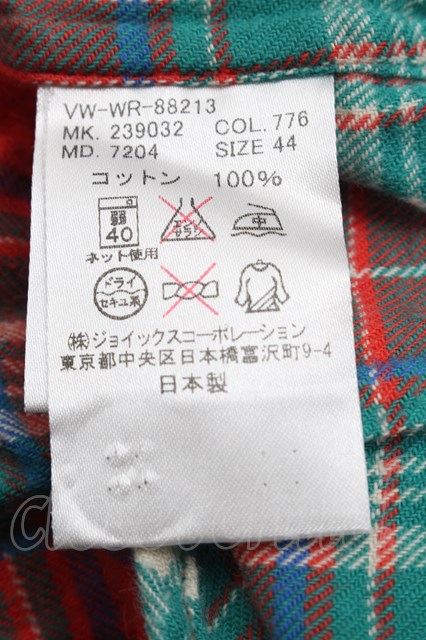 VW-WR-88213
MK. 239032 COL. 776
MD. 7204 SIZE 44
コットン 100%
弱 中
40
ネット使用
ドライ
セキユ系
(株)ジョイックスコーポレーション
東京都中央区日本橋富沢町9-4
日本製